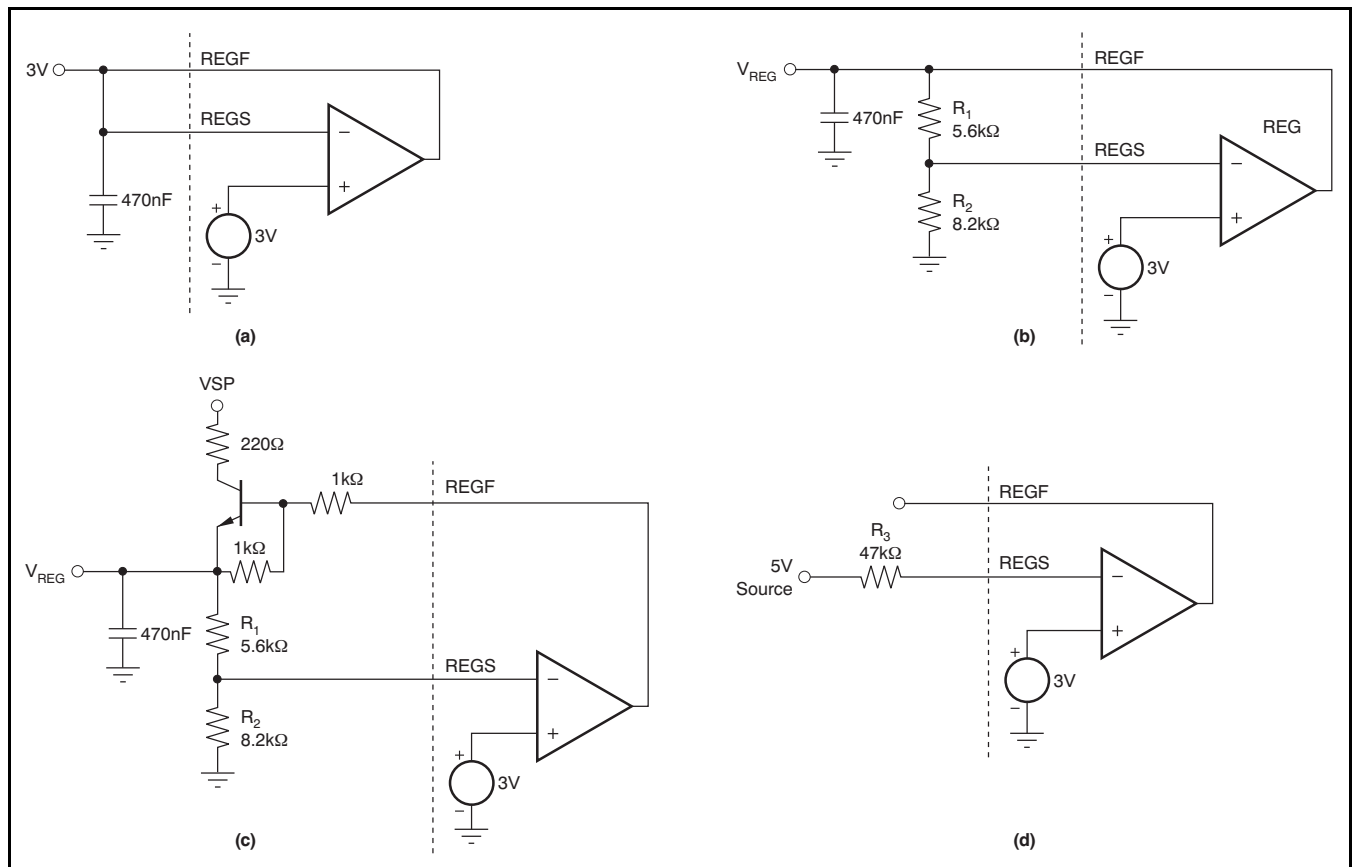 3V
REGF
REGS
−
+
470nF
+
3V
−
(a)
VREG
REGF
470nF
R1
5.6kΩ
REG
REGS
−
R2
8.2kΩ
+
+
3V
−
(b)
VSP
220Ω
1kΩ
REGF
1kΩ
VREG
470nF
R1
5.6kΩ
REGS
−
R2
8.2kΩ
+
+
3V
−
(c)
REGF
R3
47kΩ
5V
Source
REGS
−
+
+
3V
−
(d)